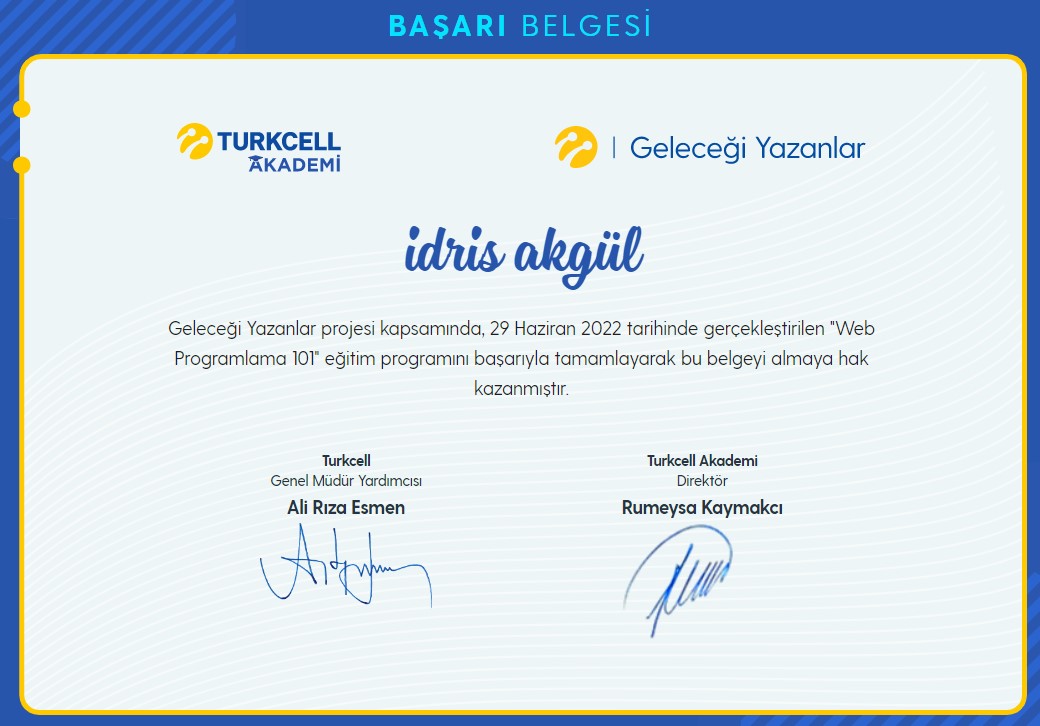 BAŞARI BELGESİ
TURKCELL
AKADEMİ
| Geleceği Yazanlar
idris akgül
Geleceği Yazanlar projesi kapsamında, 29 Haziran 2022 tarihinde gerçekleştirilen "Web
Programlama 101" eğitim programını başarıyla tamamlayarak bu belgeyi almaya hak
kazanmıştır.
Turkcell
Genel Müdür Yardımcısı
Ali Rıza Esmen
Turkcell Akademi
Direktör
Rumeysa Kaymakcı